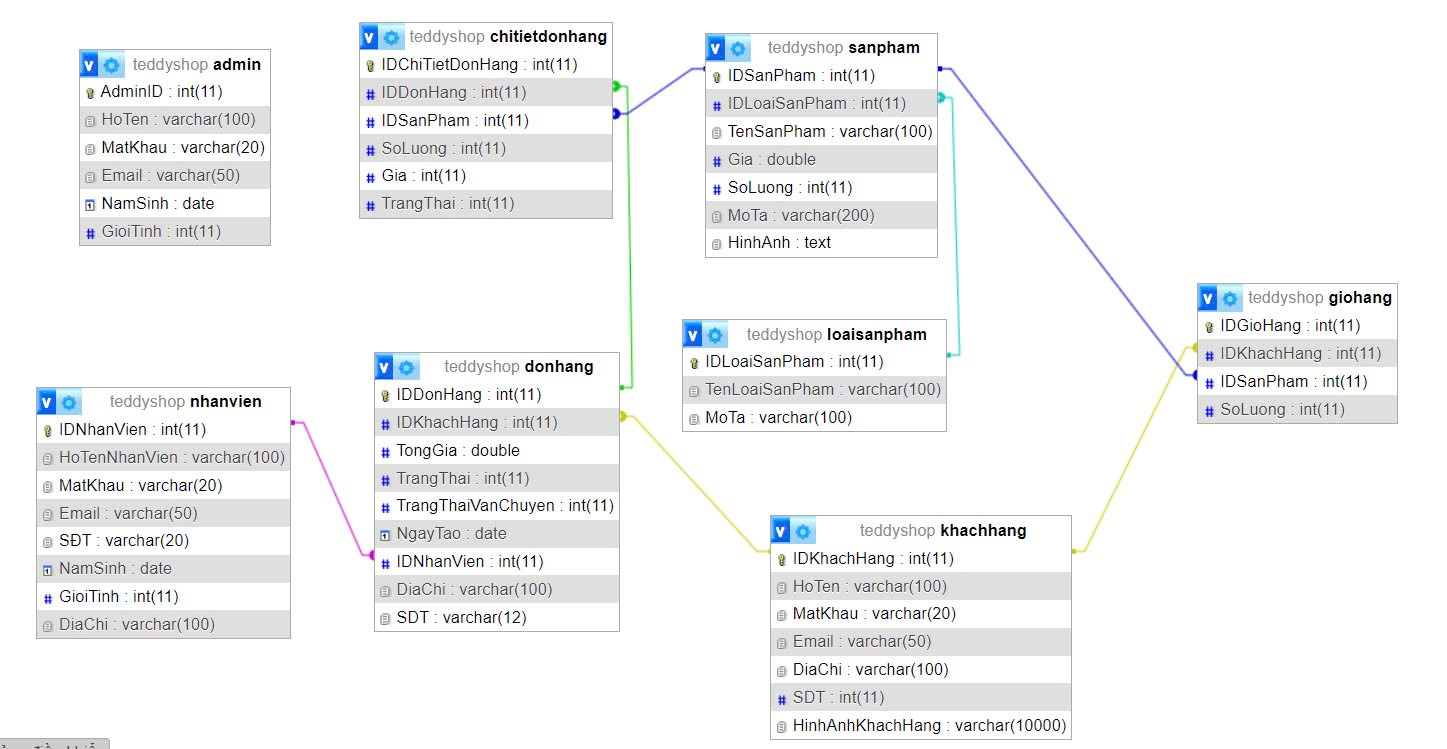 teddyshop admin
AdminID : int(11)
HoTen : varchar(100)
MatKhau : varchar(20)
Email : varchar(50)
NamSinh : date
GioiTinh : int(11)
teddyshop chitietdonhang
IDChiTietDonHang : int(11)
IDDonHang : int(11)
IDSanPham : int(11)
SoLuong : int(11)
Gia : int(11)
TrangThai : int(11)
teddyshop sanpham
IDSanPham : int(11)
IDLoaiSanPham : int(11)
TenSanPham : varchar(100)
Gia : double
SoLuong : int(11)
MoTa : varchar(200)
HinhAnh : text
teddyshop giohang
IDGioHang : int(11)
IDKhachHang : int(11)
IDSanPham : int(11)
SoLuong : int(11)
teddyshop loaisanpham
IDLoaiSanPham : int(11)
TenLoaiSanPham : varchar(100)
MoTa : varchar(100)
teddyshop donhang
IDDonHang : int(11)
IDKhachHang : int(11)
TongGia : double
TrangThai : int(11)
TrangThaiVanChuyen : int(11)
NgayTao : date
IDNhanVien : int(11)
DiaChi : varchar(100)
SDT : varchar(12)
teddyshop nhanvien
IDNhanVien : int(11)
HoTenNhanVien : varchar(100)
MatKhau : varchar(20)
Email : varchar(50)
SĐT : varchar(20)
NamSinh : date
GioiTinh : int(11)
DiaChi : varchar(100)
teddyshop khachhang
IDKhachHang : int(11)
HoTen : varchar(100)
MatKhau : varchar(20)
Email : varchar(50)
DiaChi : varchar(100)
SDT : int(11)
HinhAnhKhachHang : varchar(10000)